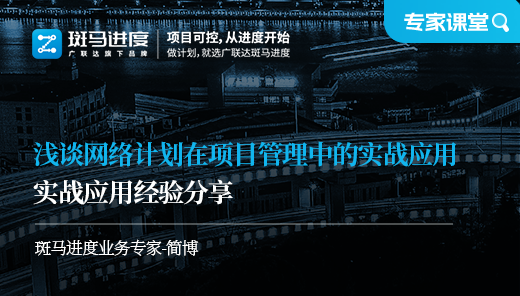 专家课堂
斑马进度
广联达旗下品牌
项目可控，从进度开始
做计划，就选广联达斑马进度
浅谈网络计划在项目管理中的实战应用
实战应用经验分享
斑马进度业务专家-简博